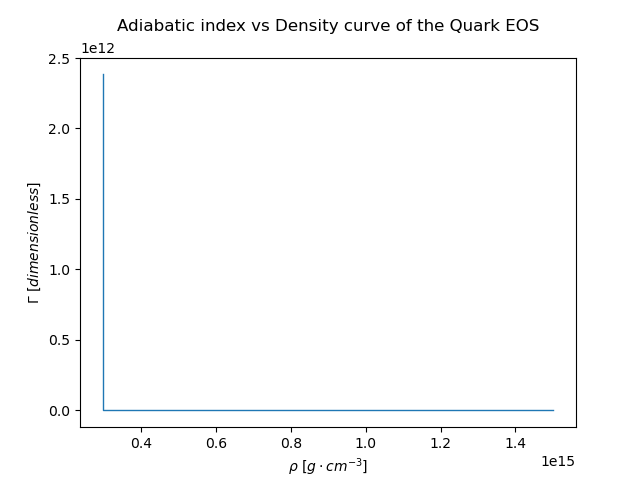 Adiabatic index vs Density curve of the Quark EOS
1e12
2.5
2.0
1.5
1.0
0.5
0.0
Γ [dimensionless]
0.4 0.6 0.8 1.0 1.2 1.4
1e15
ρ [g · cm⁻³]